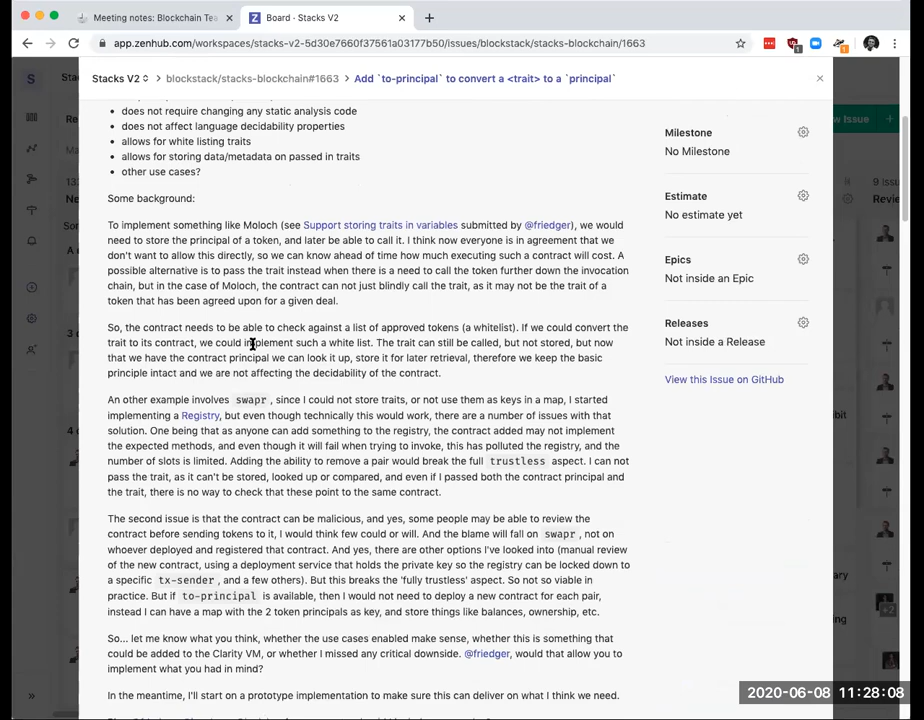 Meeting notes: Blockchain Tea
Board - Stacks V2
app.zenhub.com/workspaces/stacks-v2-5d30e7660f37561a03177b50/issues/blockstack/stacks-blockchain/1663
Stacks V2
blockstack/stacks-blockchain#1663
Add `to-principal` to convert a <trait> to a `principal`
does not require changing any static analysis code
does not affect language decidability properties
allows for white listing traits
allows for storing data/metadata on passed in traits
other use cases?
Some background:
To implement something like Moloch (see Support storing traits in variables submitted by @friedger), we would
need to store the principal of a token, and later be able to call it. I think now everyone is in agreement that we
don't want to allow this directly, so we can know ahead of time how much executing such a contract will cost. A
possible alternative is to pass the trait instead when there is a need to call the token further down the invocation
chain, but in the case of Moloch, the contract can not just blindly call the trait, as it may not be the trait of a
token that has been agreed upon for a given deal.
So, the contract needs to be able to check against a list of approved tokens (a whitelist). If we could convert the
trait to its contract, we could implement such a white list. The trait can still be called, but not stored, but now
that we have the contract principal we can look it up, store it for later retrieval, therefore we keep the basic
principle intact and we are not affecting the decidability of the contract.
An other example involves swapr , since I could not store traits, or not use them as keys in a map, I started
implementing a Registry, but even though technically this would work, there are a number of issues with that
solution. One being that as anyone can add something to the registry, the contract added may not implement
the expected methods, and even though it will fail when trying to invoke, this has polluted the registry, and the
number of slots is limited. Adding the ability to remove a pair would break the full trustless aspect. I can not
pass the trait, as it can't be stored, looked up or compared, and even if I passed both the contract principal and
the trait, there is no way to check that these point to the same contract.
The second issue is that the contract can be malicious, and yes, some people may be able to review the
contract before sending tokens to it, I would think few could or will. And the blame will fall on swapr , not on
whoever deployed and registered that contract. And yes, there are other options I've looked into (manual review
of the new contract, using a deployment service that holds the private key so the registry can be locked down to
a specific tx-sender , and a few others). But this breaks the 'fully trustless' aspect. So not so viable in
practice. But if to-principal is available, then I would not need to deploy a new contract for each pair,
instead I can have a map with the 2 token principals as key, and store things like balances, ownership, etc.
So... let me know what you think, whether the use cases enabled make sense, whether this is something that
could be added to the Clarity VM, or whether I missed any critical downside. @friedger, would that allow you to
implement what you had in mind?
In the meantime, I'll start on a prototype implementation to make sure this can deliver on what I think we need.
Milestone
No Milestone
Estimate
No estimate yet
Epics
Not inside an Epic
Releases
Not inside a Release
View this Issue on GitHub
w Issue
9 issu
Revie
2020-06-08 11:28:08